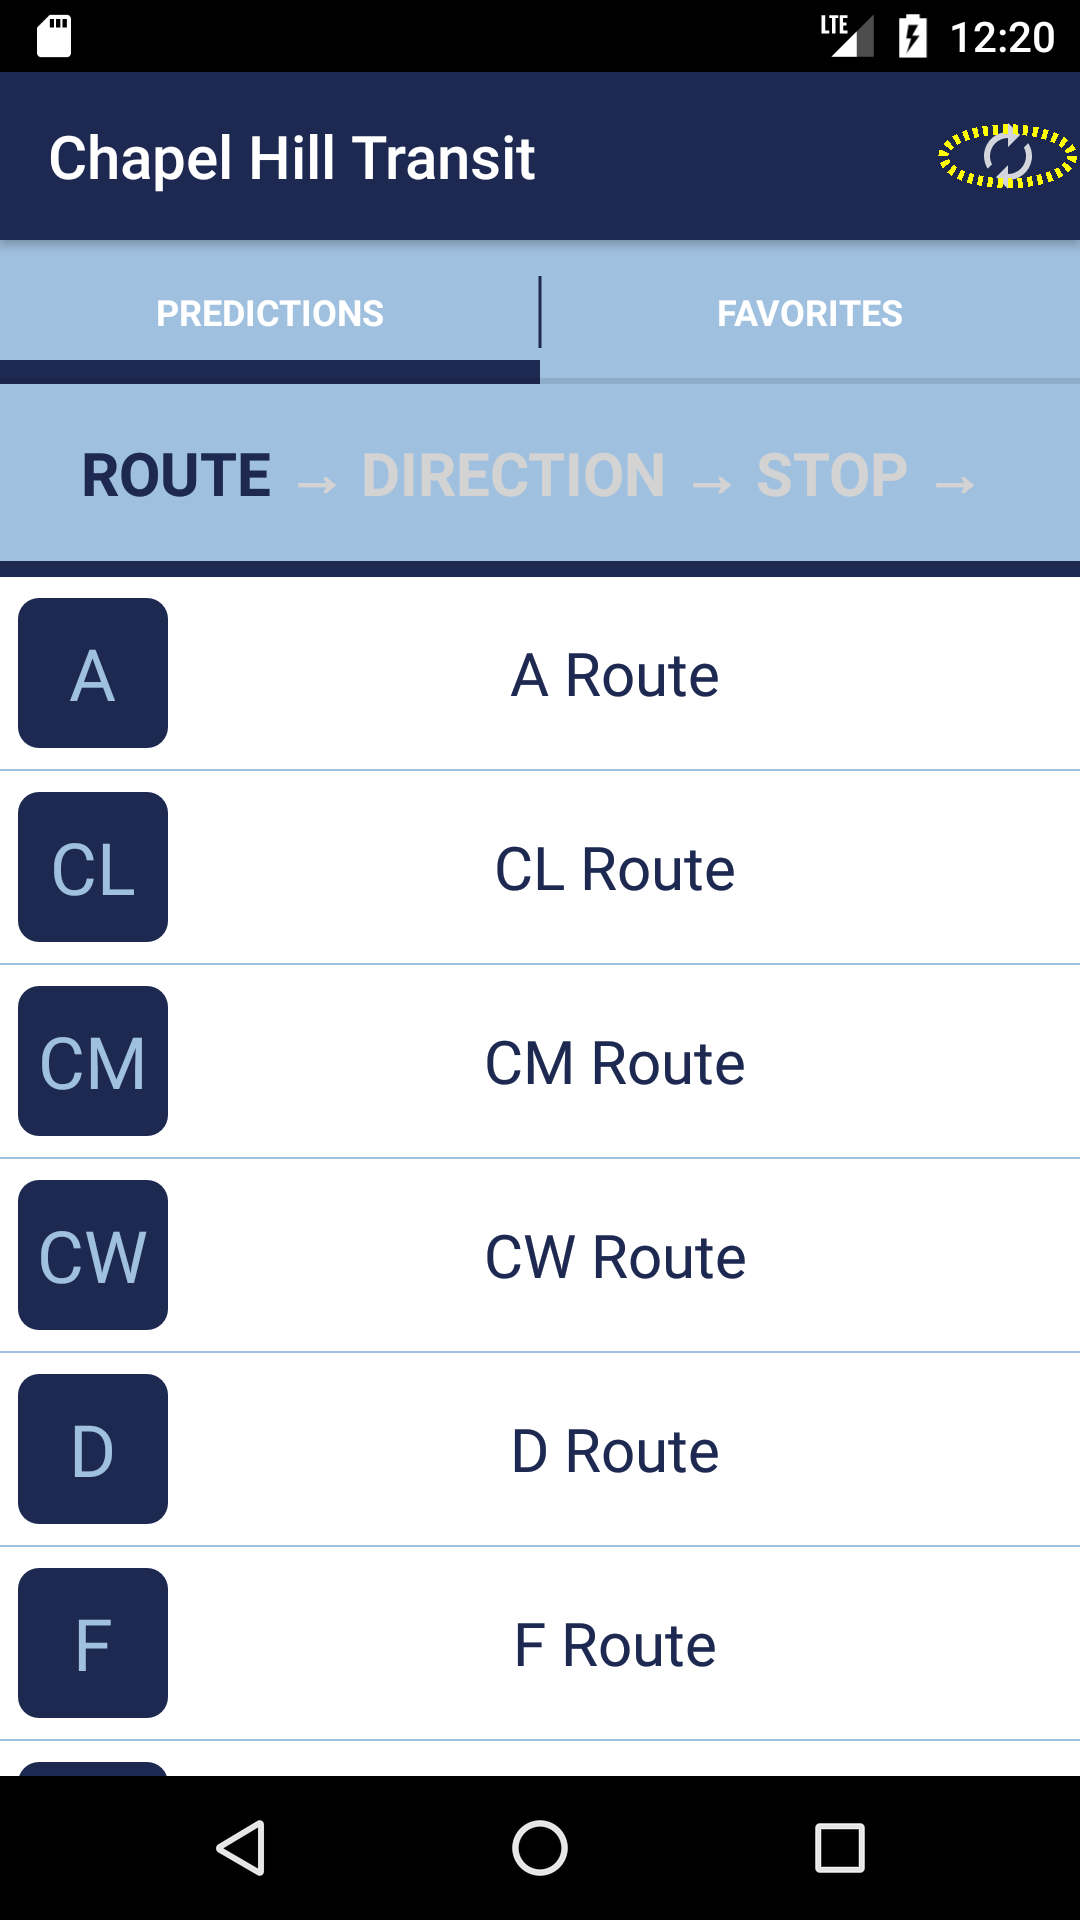 LTE 12:20
Chapel Hill Transit
PREDICTIONS FAVORITES
ROUTE → DIRECTION → STOP →
A A Route
CL CL Route
CM CM Route
CW CW Route
D D Route
F F Route